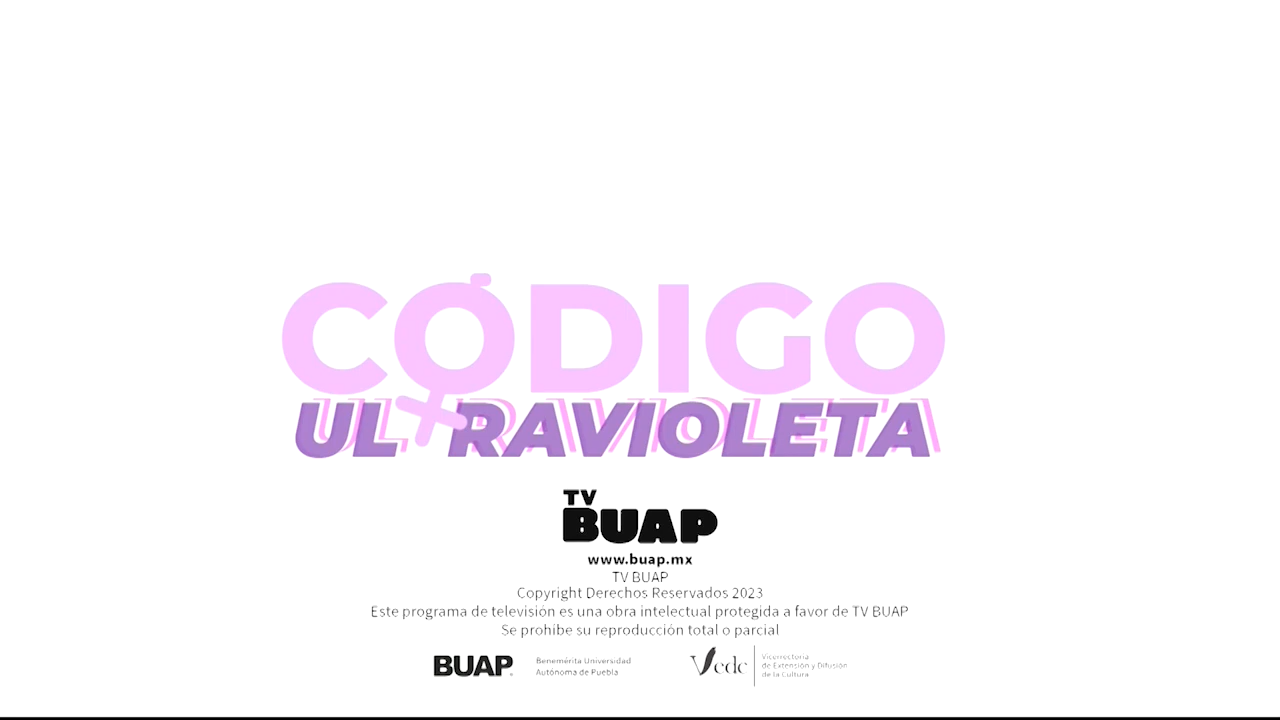 CÓDIGO
ULTRAVIOLETA
TV
BUAP
www.buap.mx
TV BUAP
Copyright Derechos Reservados 2023
Este programa de televisión es una obra intelectual protegida a favor de TV BUAP
Se prohibe su reproducción total o parcial
BUAP
Benemérita Universidad
Autónoma de Puebla
Vedc
Vicerrectoría
de Extensión y Difusión
de la Cultura